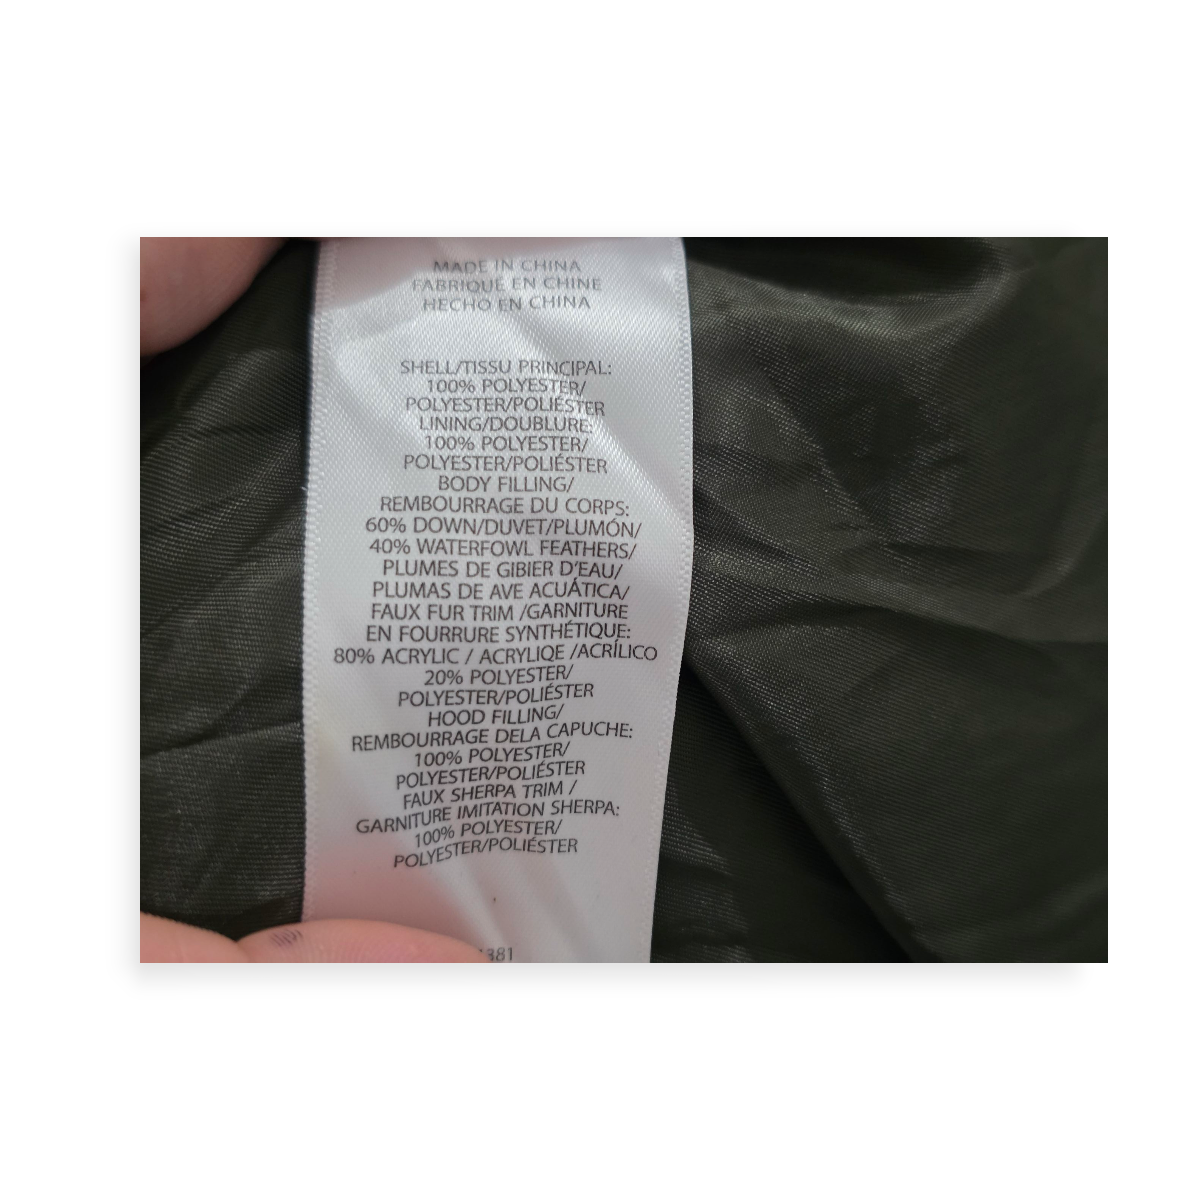 MADE IN CHINA
FABRIQUÉ EN CHINE
HECHO EN CHINA
SHELL/TISSU PRINCIPAL:
100% POLYESTER/
POLYESTER/POLIÉSTER
LINING/DOUBLURE:
100% POLYESTER/
POLYESTER/POLIÉSTER
BODY FILLING/
REMBOURRAGE DU CORPS:
60% DOWN/DUVET/PLUMÓN/
40% WATERFOWL FEATHERS/
PLUMES DE GIBIER D'EAU/
PLUMAS DE AVE ACUÁTICA/
FAUX FUR TRIM /GARNITURE
EN FOURRURE SYNTHÉTIQUE:
80% ACRYLIC / ACRYLIQE /ACRÍLICO
20% POLYESTER/
POLYESTER/POLIÉSTER
HOOD FILLING/
REMBOURRAGE DELA CAPUCHE:
100% POLYESTER/
POLYESTER/POLIÉSTER
FAUX SHERPA TRIM /
GARNITURE IMITATION SHERPA:
100% POLYESTER/
POLYESTER/POLIÉSTER